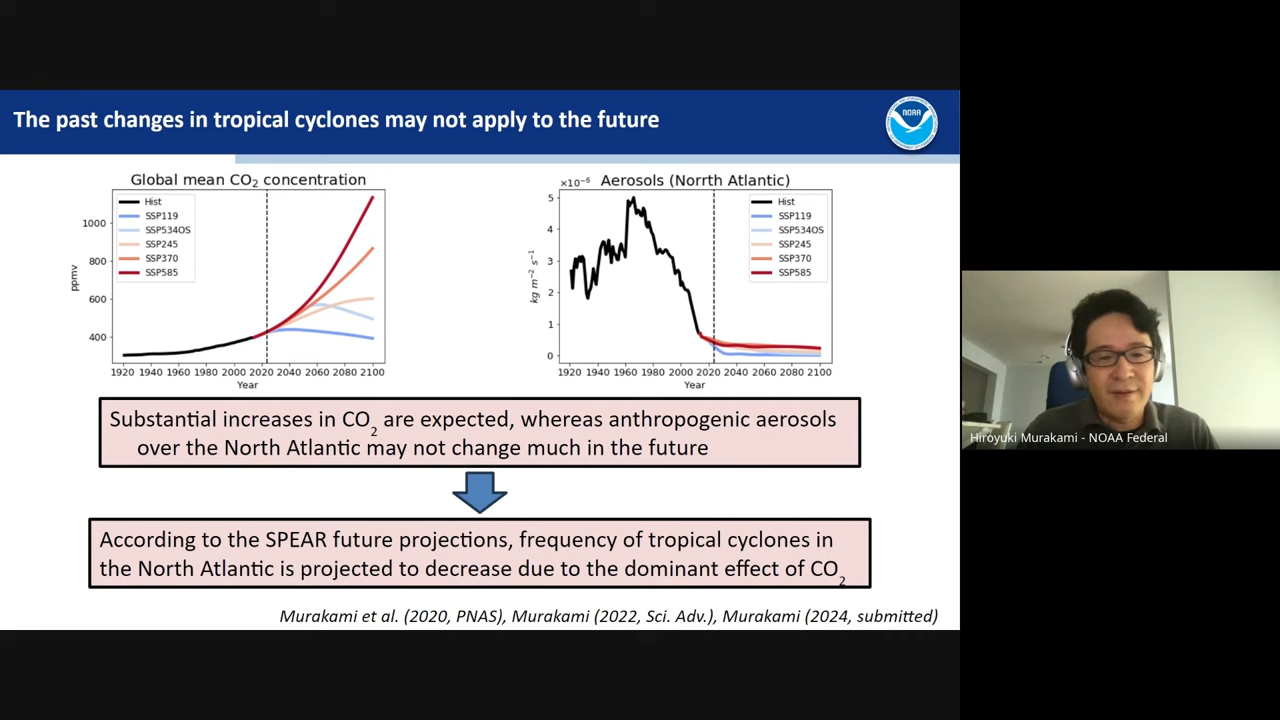 The past changes in tropical cyclones may not apply to the future
NOAA
Global mean CO₂ concentration
ppmv
1000
800
600
400
Hist
SSP119
SSP534OS
SSP245
SSP370
SSP585
1920 1940 1960 1980 2000 2020 2040 2060 2080 2100
Year
×10⁻⁶ Aerosols (Norrth Atlantic)
kg m⁻² s⁻¹
5
4
3
2
1
0
Hist
SSP119
SSP534OS
SSP245
SSP370
SSP585
1920 1940 1960 1980 2000 2020 2040 2060 2080 2100
Year
Substantial increases in CO₂ are expected, whereas anthropogenic aerosols
over the North Atlantic may not change much in the future
According to the SPEAR future projections, frequency of tropical cyclones in
the North Atlantic is projected to decrease due to the dominant effect of CO₂
Murakami et al. (2020, PNAS), Murakami (2022, Sci. Adv.), Murakami (2024, submitted)
Hiroyuki Murakami - NOAA Federal